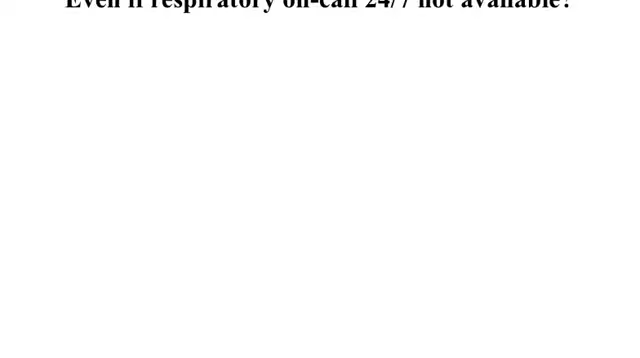 Even if respiratory on-call 24/7 not available?